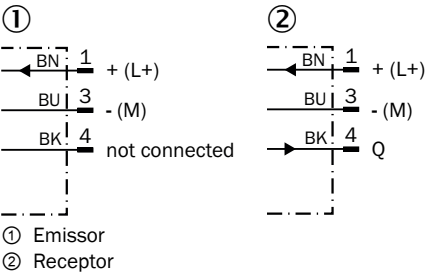 ① ②
BN 1 + (L+) BN 1 + (L+)
BU 3 - (M) BU 3 - (M)
BK 4 not connected BK 4 Q
① Emissor
② Receptor